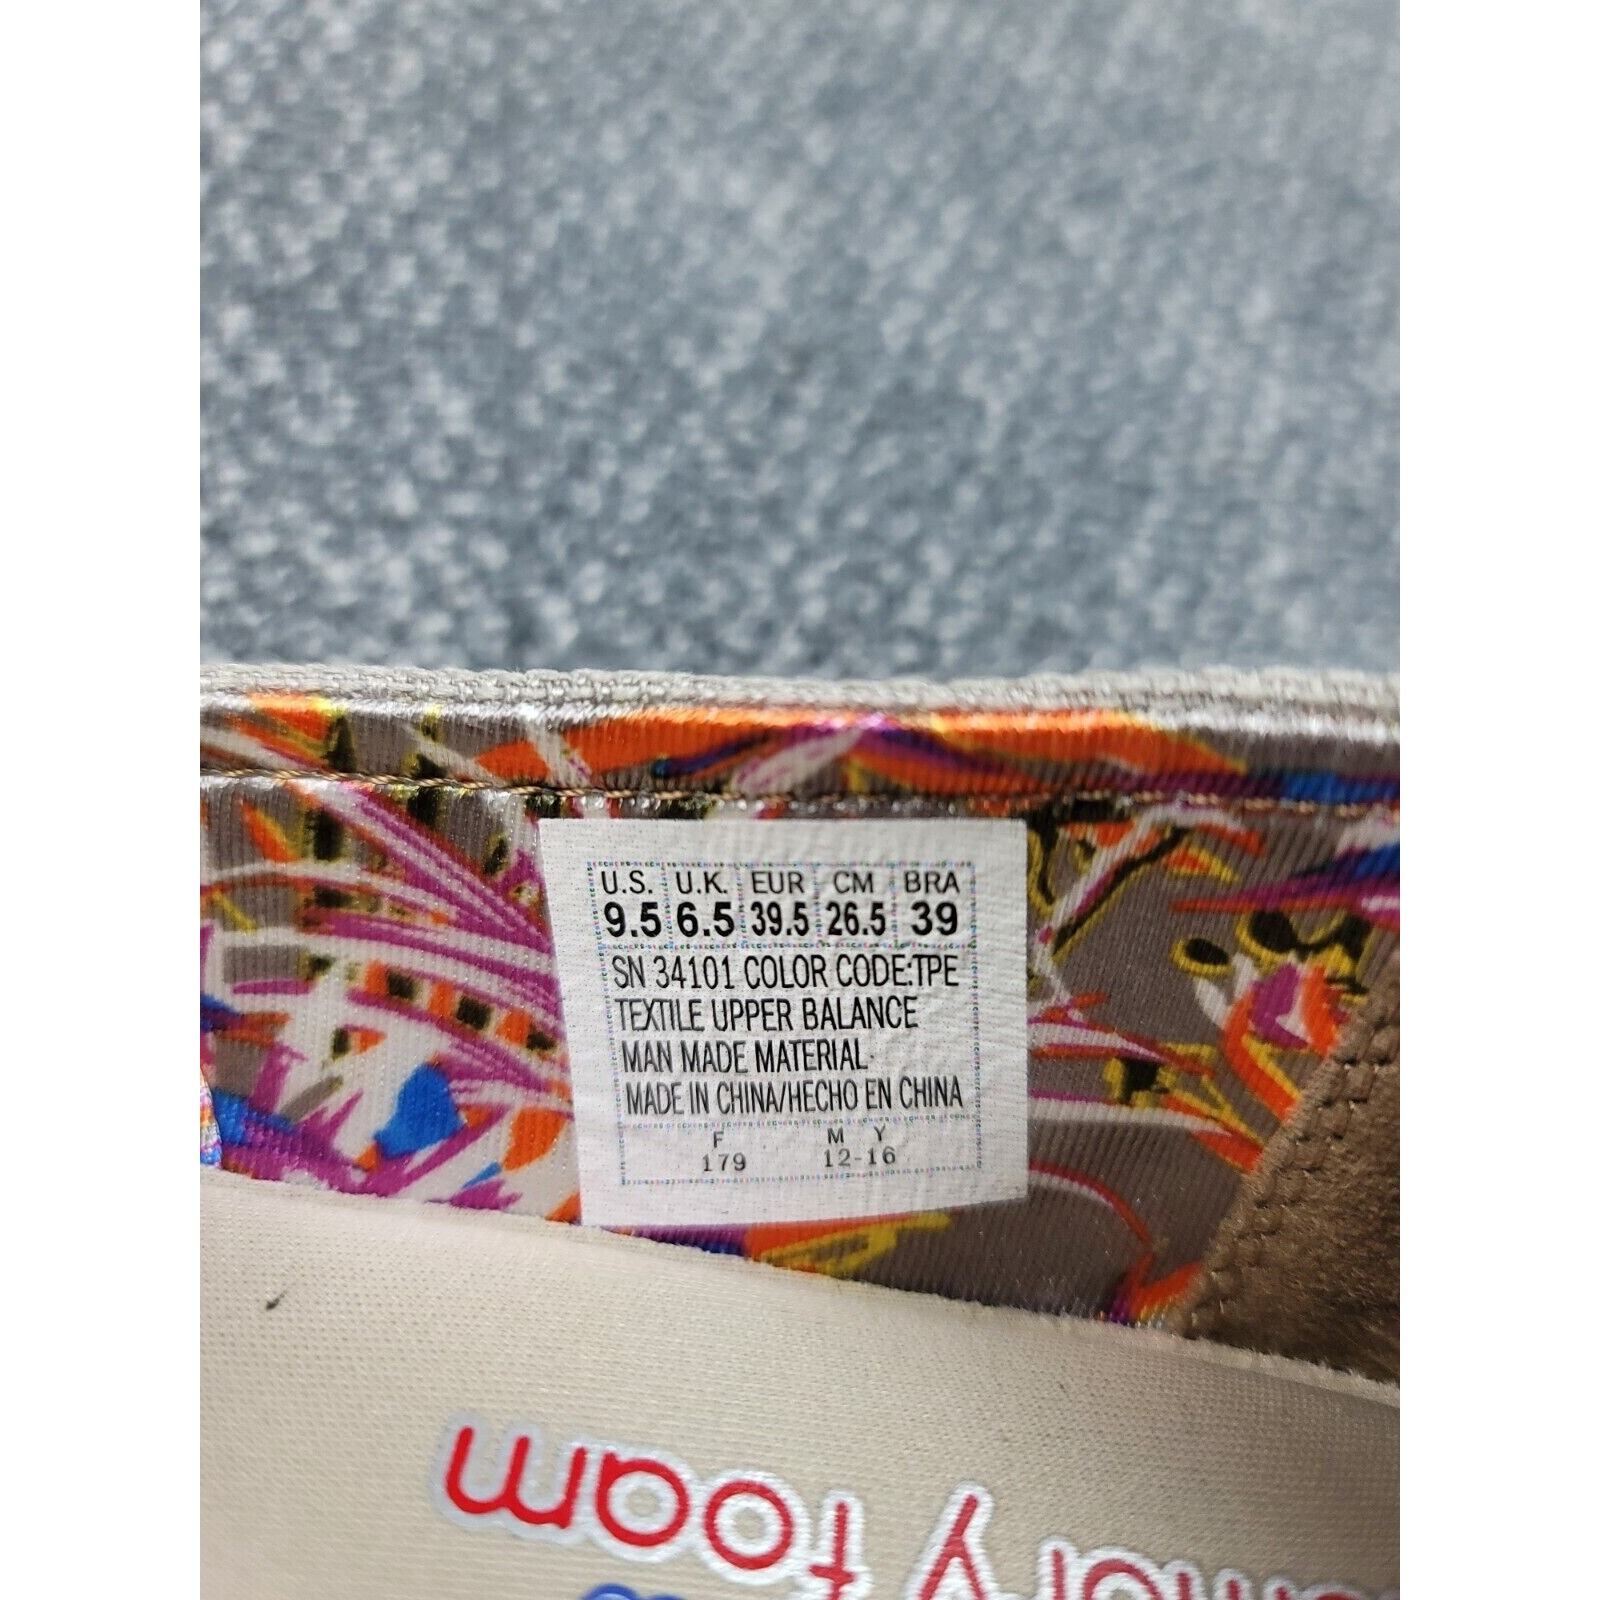 U.S. U.K. EUR CM BRA
9.5 6.5 39.5 26.5 39
SN 34101 COLOR CODE:TPE
TEXTILE UPPER BALANCE
MAN MADE MATERIAL
MADE IN CHINA/HECHO EN CHINA
F M Y
179 12-16
foam